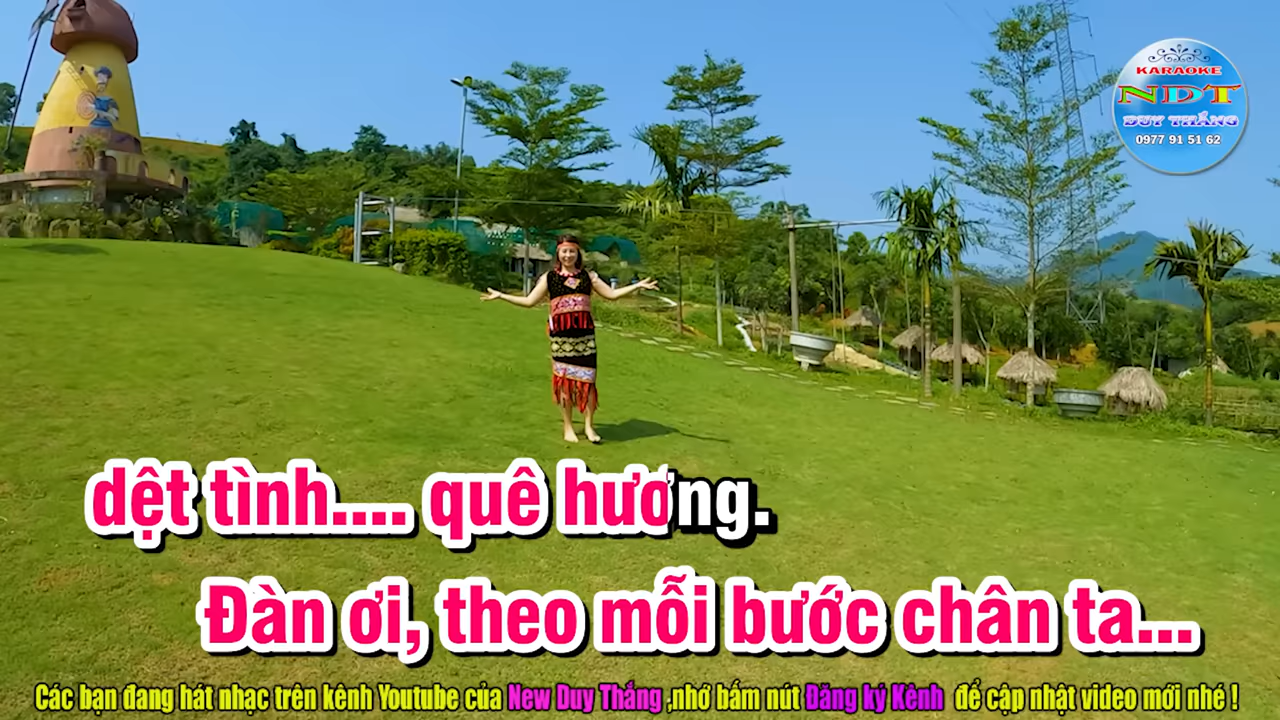 KARAOKE
NDT
DUY THẮNG
0977 91 51 62
dệt tình.... quê hương.
Đàn ơi, theo mỗi bước chân ta...
Các bạn đang hát nhạc trên kênh Youtube của New Duy Thắng ,nhớ bấm nút Đăng ký Kênh để cập nhật video mới nhé !